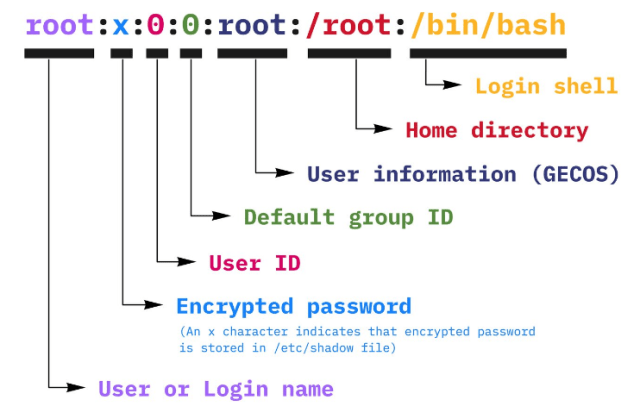 root:x:0:0:root:/root:/bin/bash
Login shell
Home directory
User information (GECOS)
Default group ID
User ID
Encrypted password
(An x character indicates that encrypted password
is stored in /etc/shadow file)
User or Login name